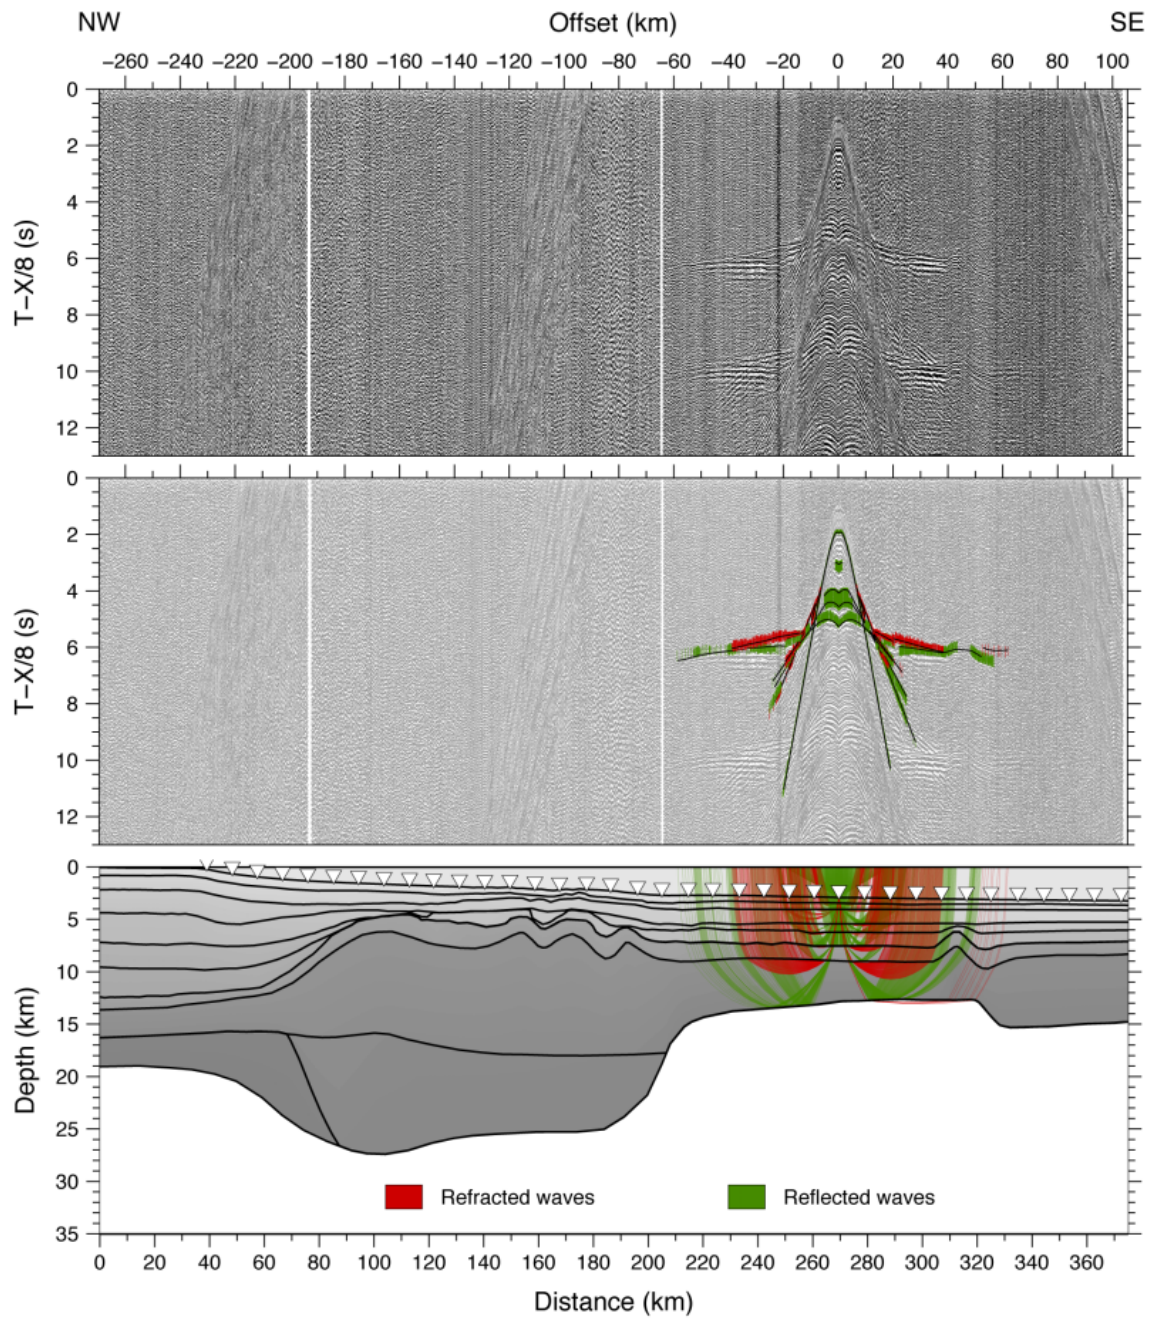 NW Offset (km) SE
−260 −240 −220 −200 −180 −160 −140 −120 −100 −80 −60 −40 −20 0 20 40 60 80 100
0
2
4
6
8
10
12
T−X/8 (s)
0
2
4
6
8
10
12
T−X/8 (s)
0
5
10
15
20
25
30
35
Depth (km)
Refracted waves Reflected waves
0 20 40 60 80 100 120 140 160 180 200 220 240 260 280 300 320 340 360
Distance (km)